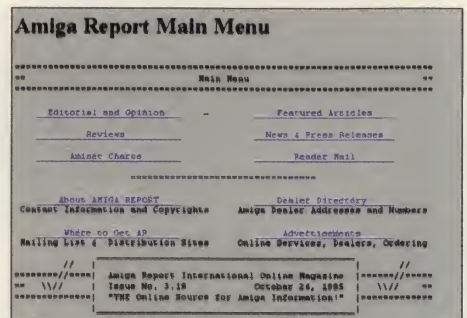 Amiga Report Main Menu
==                    Main Menu                    ==
Editorial and Opinion    -    Featured Articles
Reviews    News & Press Releases
Aminet Charts    Reader Mail
About AMIGA REPORT    Dealer Directory
Contact Information and Copyrights    Amiga Dealer Addresses and Numbers
Where to Get AR    Advertisements
Mailing List & Distribution Sites    Online Services, Dealers, Ordering
Amiga Report International Online Magazine
Issue No. 3.18    October 26, 1995
"THE Online Source for Amiga Information!"